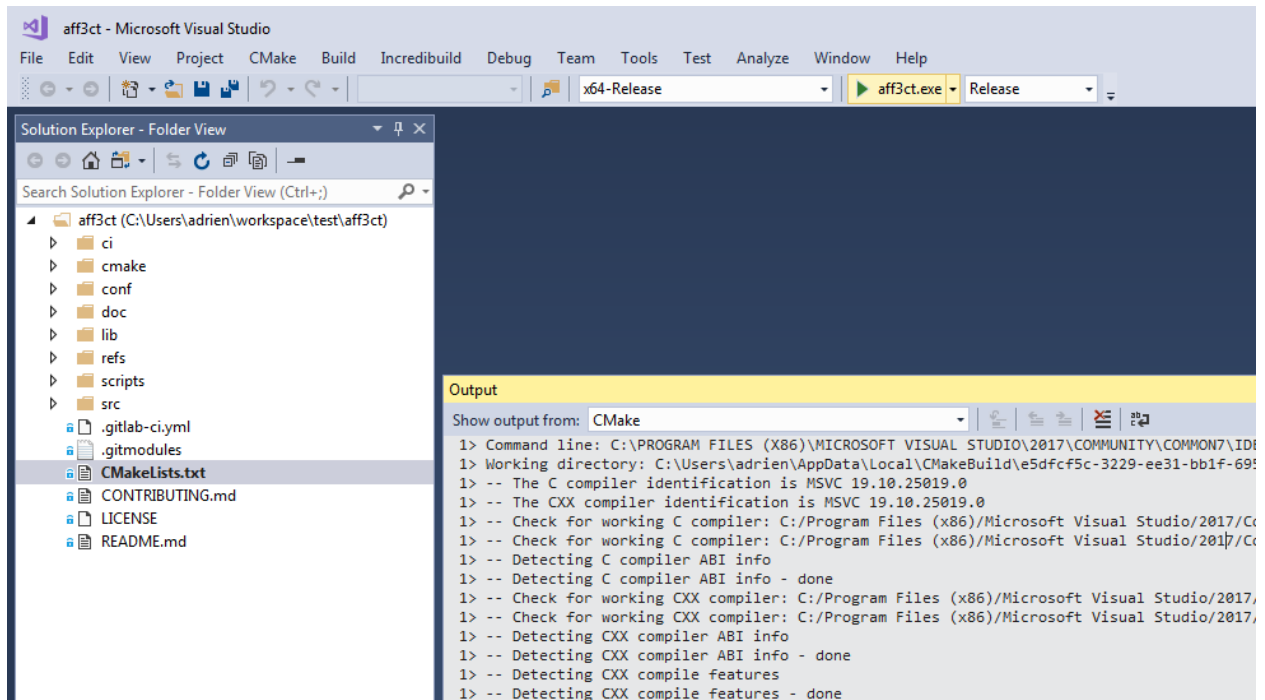 aff3ct - Microsoft Visual Studio
File Edit View Project CMake Build Incredibuild Debug Team Tools Test Analyze Window Help
x64-Release aff3ct.exe Release
Solution Explorer - Folder View
Search Solution Explorer - Folder View (Ctrl+;)
aff3ct (C:\Users\adrien\workspace\test\aff3ct)
ci
cmake
conf
doc
lib
refs
scripts
src
.gitlab-ci.yml
.gitmodules
CMakeLists.txt
CONTRIBUTING.md
LICENSE
README.md
Output
Show output from: CMake
1> Command line: C:\PROGRAM FILES (X86)\MICROSOFT VISUAL STUDIO\2017\COMMUNITY\COMMON7\IDE
1> Working directory: C:\Users\adrien\AppData\Local\CMakeBuild\e5dfcf5c-3229-ee31-bb1f-695
1> -- The C compiler identification is MSVC 19.10.25019.0
1> -- The CXX compiler identification is MSVC 19.10.25019.0
1> -- Check for working C compiler: C:/Program Files (x86)/Microsoft Visual Studio/2017/Co
1> -- Check for working C compiler: C:/Program Files (x86)/Microsoft Visual Studio/2017/Co
1> -- Detecting C compiler ABI info
1> -- Detecting C compiler ABI info - done
1> -- Check for working CXX compiler: C:/Program Files (x86)/Microsoft Visual Studio/2017/
1> -- Check for working CXX compiler: C:/Program Files (x86)/Microsoft Visual Studio/2017/
1> -- Detecting CXX compiler ABI info
1> -- Detecting CXX compiler ABI info - done
1> -- Detecting CXX compile features
1> -- Detecting CXX compile features - done